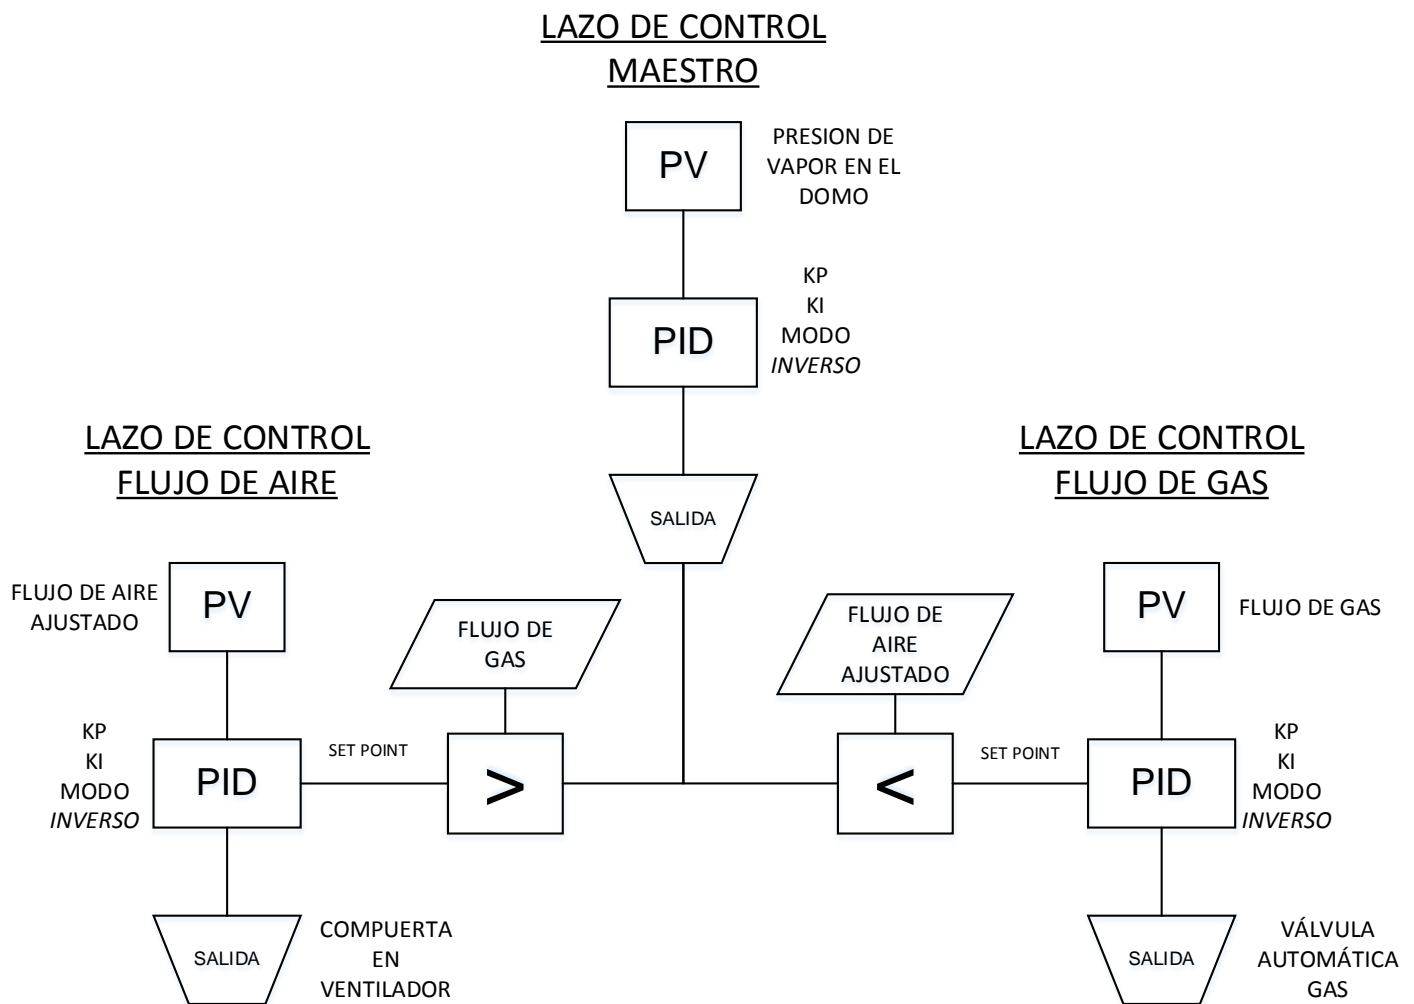 LAZO DE CONTROL
MAESTRO
PV
PRESION DE
VAPOR EN EL
DOMO
PID
KP
KI
MODO
INVERSO
SALIDA
LAZO DE CONTROL
FLUJO DE AIRE
FLUJO DE AIRE
AJUSTADO
PV
KP
KI
MODO
INVERSO
PID
SET POINT
FLUJO DE
GAS
>
SALIDA
COMPUERTA
EN
VENTILADOR
LAZO DE CONTROL
FLUJO DE GAS
FLUJO DE
AIRE
AJUSTADO
<
SET POINT
PV
FLUJO DE GAS
PID
KP
KI
MODO
INVERSO
SALIDA
VÁLVULA
AUTOMÁTICA
GAS